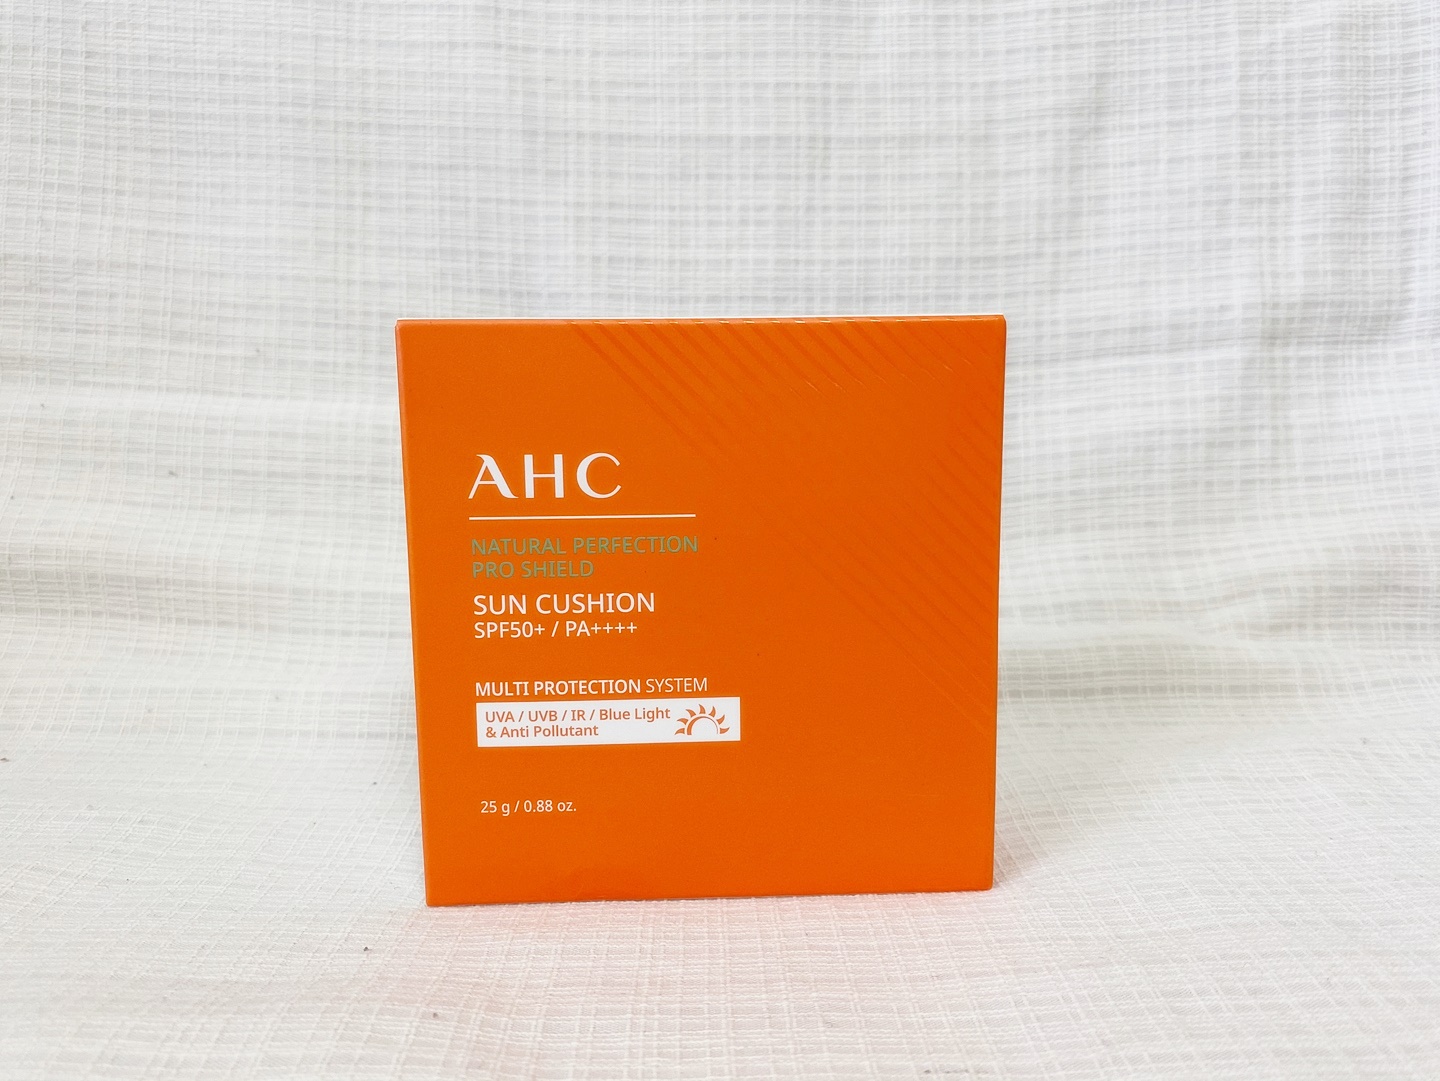 AHC
NATURAL PERFECTION
PRO SHIELD
SUN CUSHION
SPF50+ / PA++++
MULTI PROTECTION SYSTEM
UVA / UVB / IR / Blue Light
& Anti Pollutant
25 g / 0.88 oz.